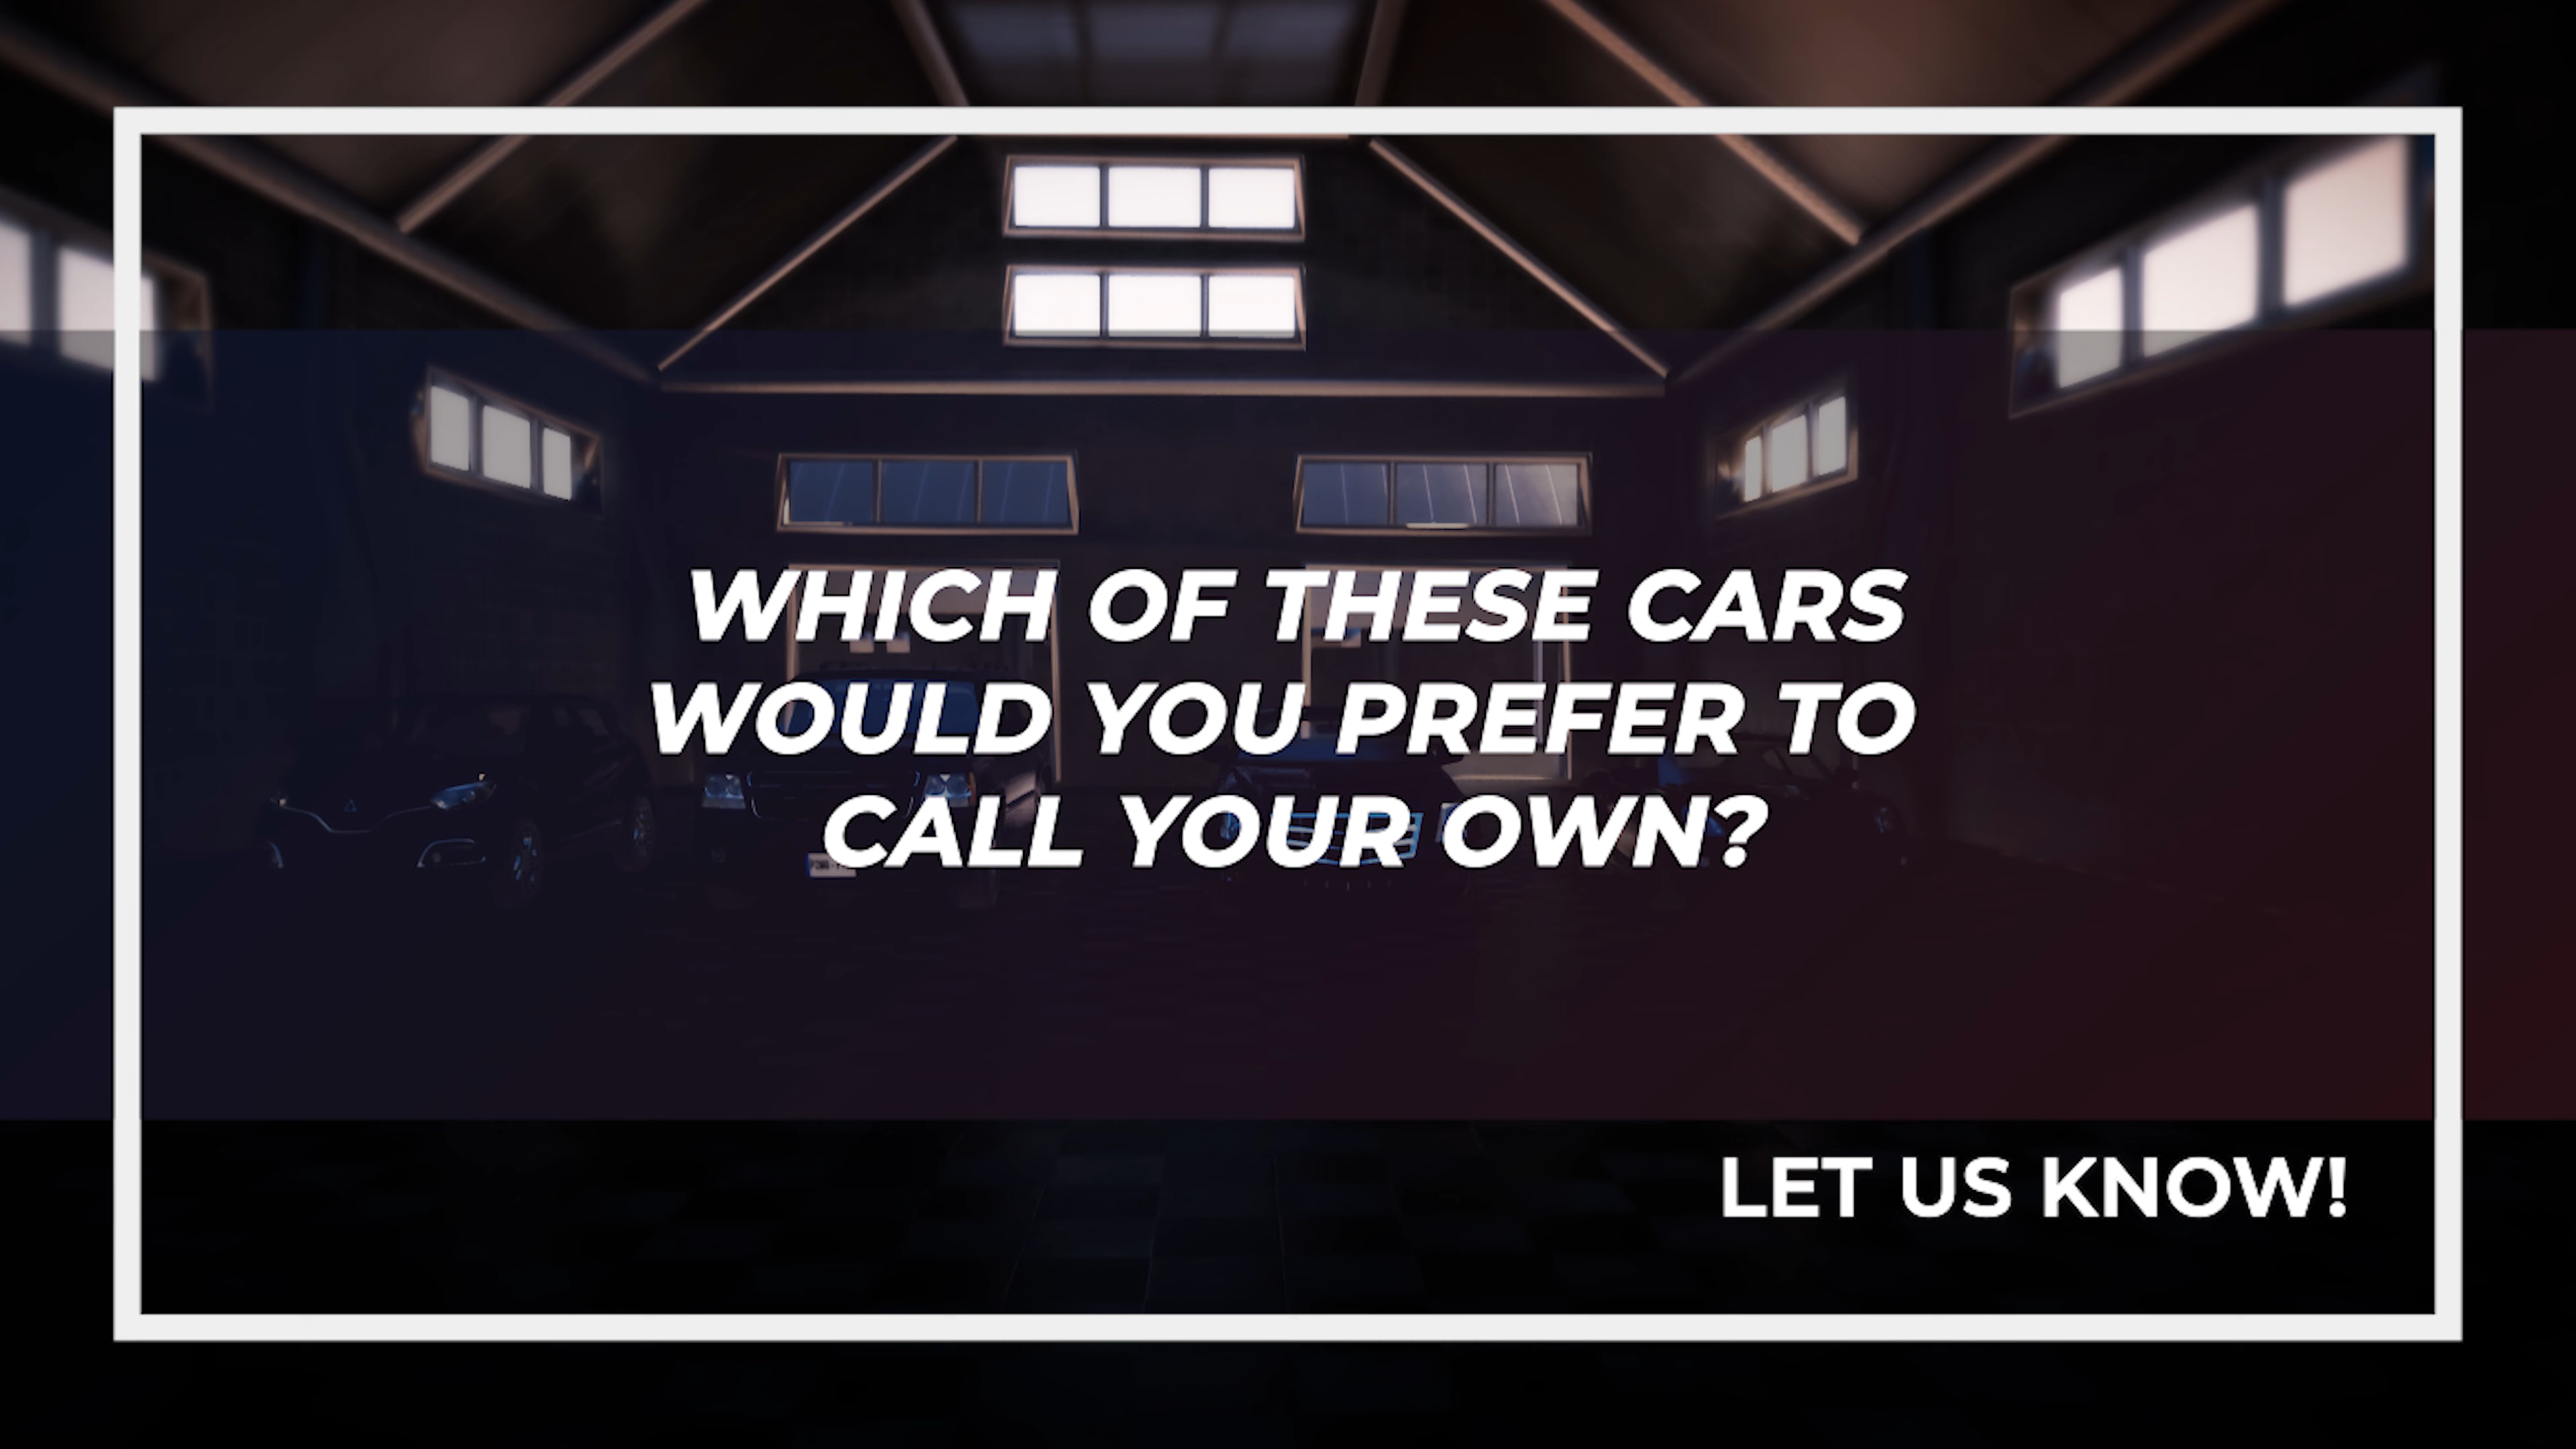 WHICH OF THESE CARS
WOULD YOU PREFER TO
CALL YOUR OWN?
LET US KNOW!